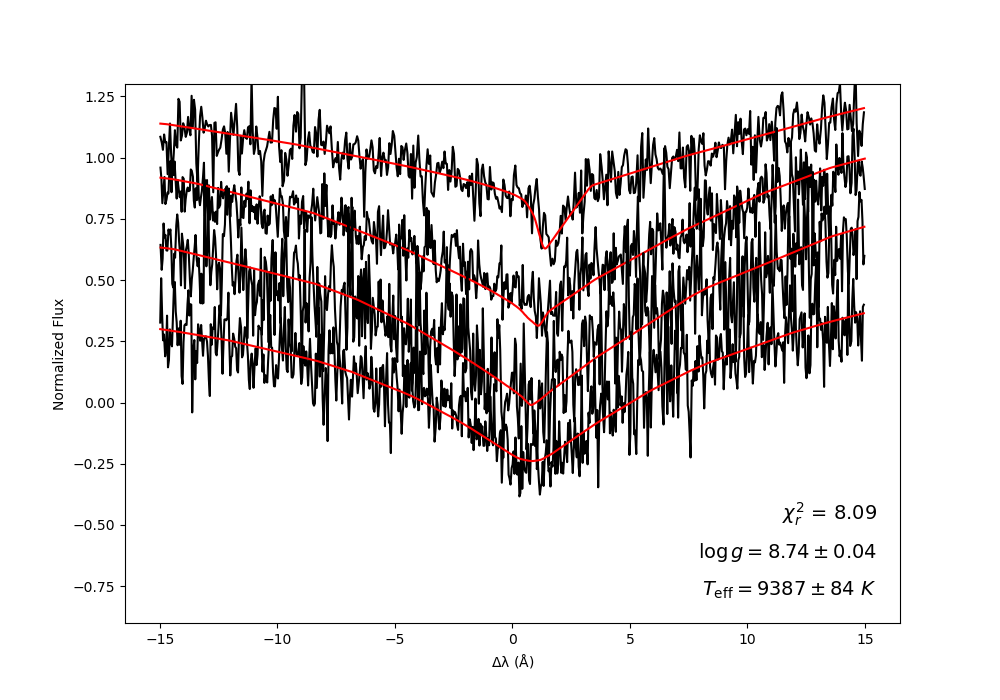 1.25
1.00
0.75
0.50
0.25
0.00
−0.25
−0.50
−0.75
Normalized Flux
χ²ᵣ = 8.09
log g = 8.74 ± 0.04
T_eff = 9387 ± 84 K
−15 −10 −5 0 5 10 15
Δλ (Å)